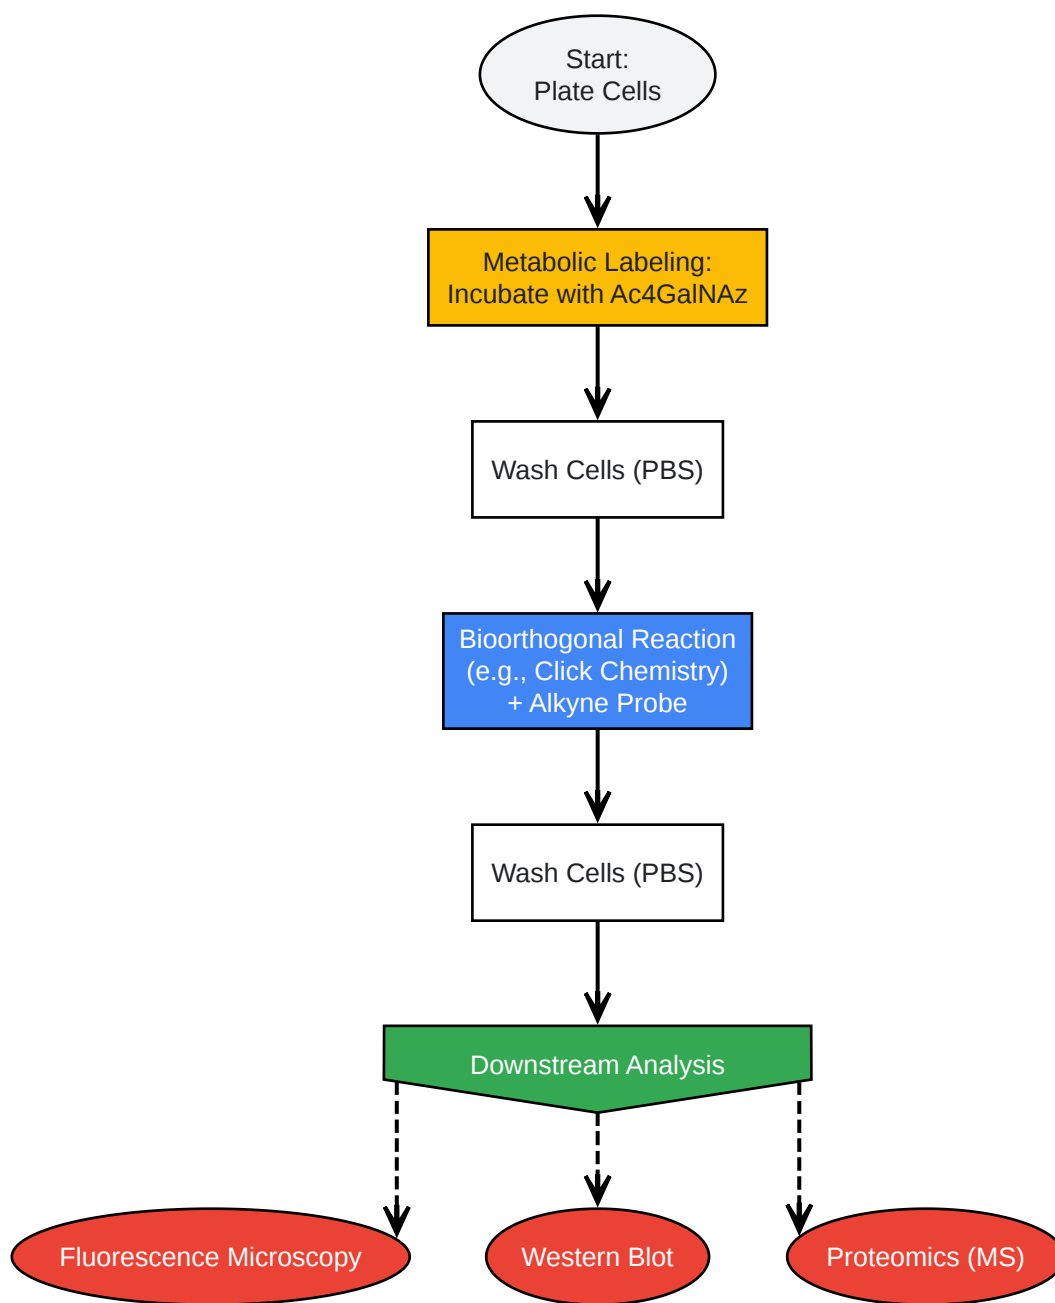 Start:
Plate Cells
Metabolic Labeling:
Incubate with Ac4GalNAz
Wash Cells (PBS)
Bioorthogonal Reaction
(e.g., Click Chemistry)
+ Alkyne Probe
Wash Cells (PBS)
Downstream Analysis
Fluorescence Microscopy
Western Blot
Proteomics (MS)